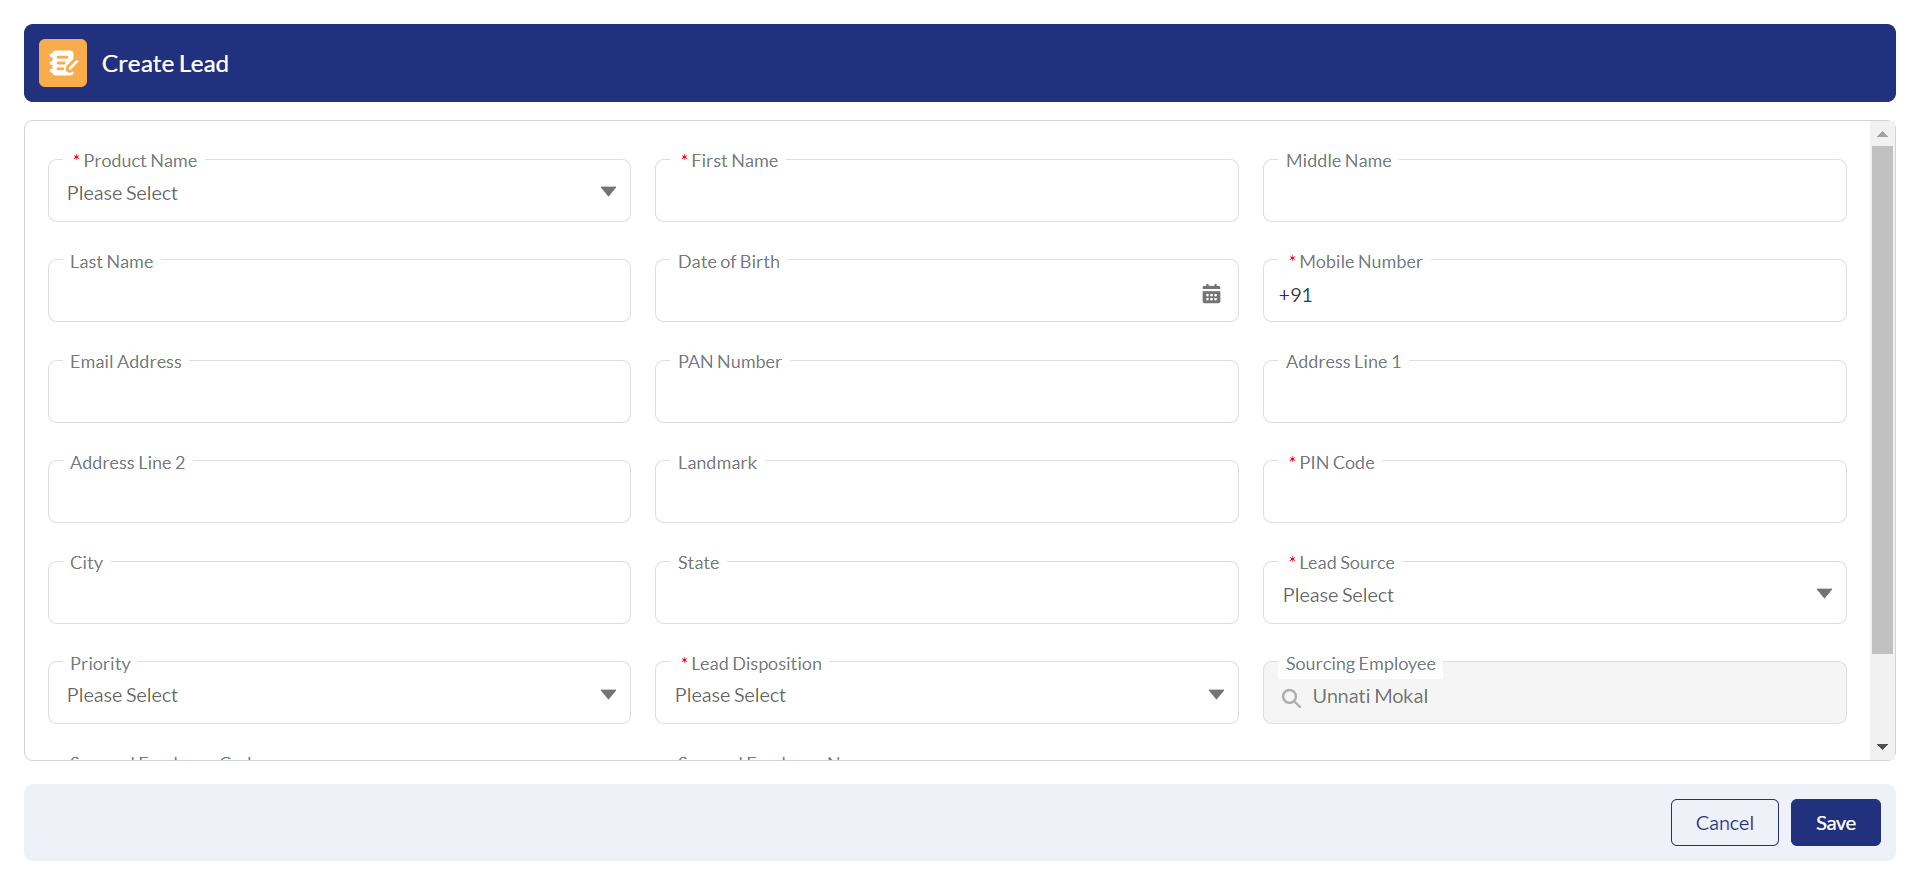 Create Lead
* Product Name
Please Select
* First Name
Middle Name
Last Name
Date of Birth
* Mobile Number
+91
Email Address
PAN Number
Address Line 1
Address Line 2
Landmark
* PIN Code
City
State
* Lead Source
Please Select
Priority
Please Select
* Lead Disposition
Please Select
Sourcing Employee
Unnati Mokal
Cancel
Save